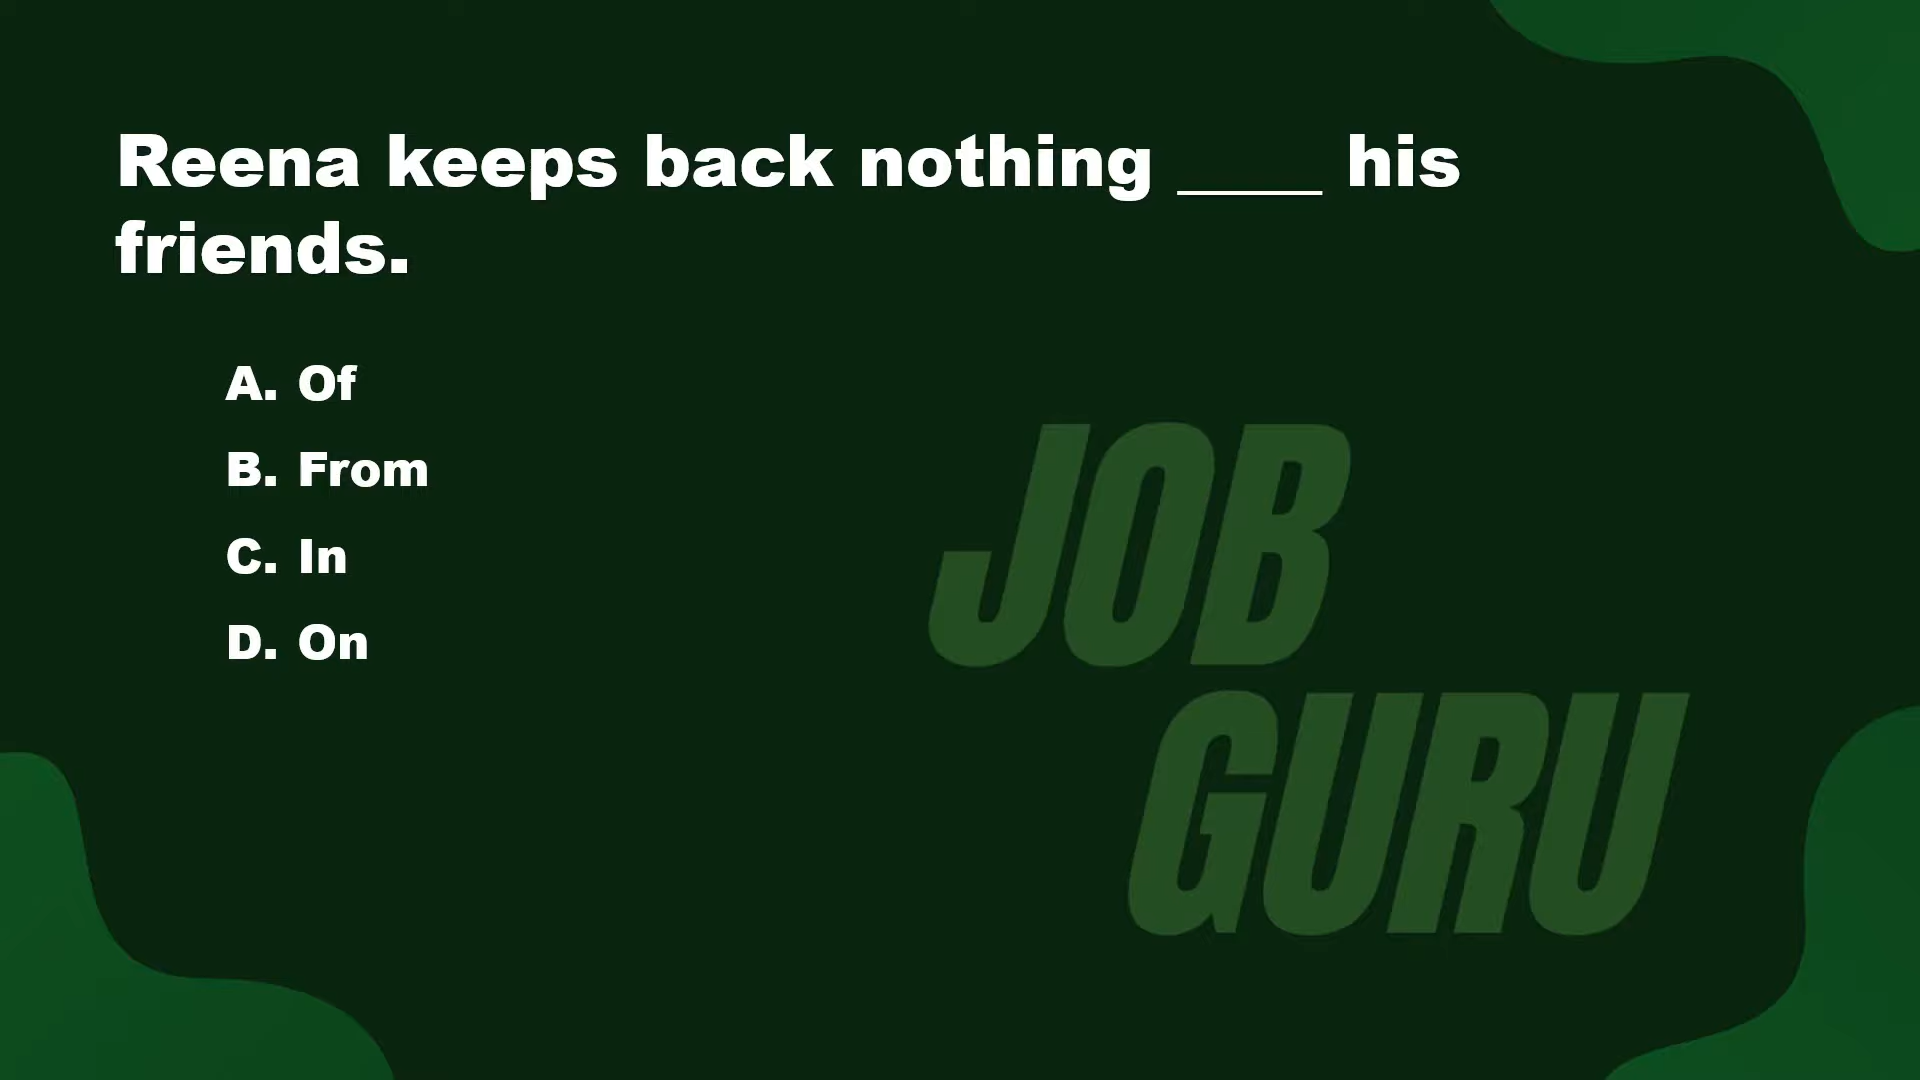 Reena keeps back nothing ____ his
friends.
A. Of
B. From
C. In
D. On
JOB
GURU